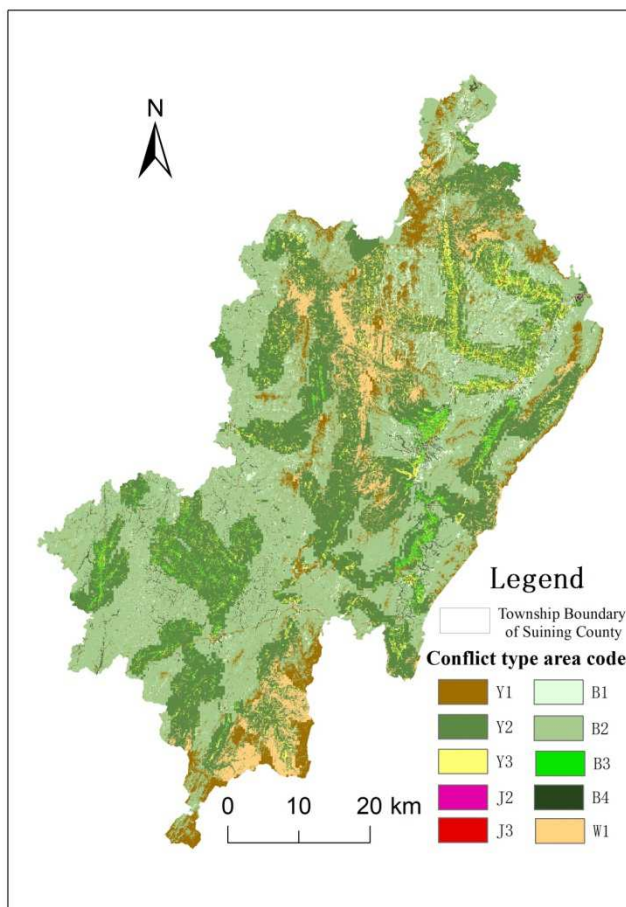 N
Legend
Township Boundary
of Suining County
Conflict type area code
Y1 B1
Y2 B2
Y3 B3
J2 B4
J3 W1
0 10 20 km